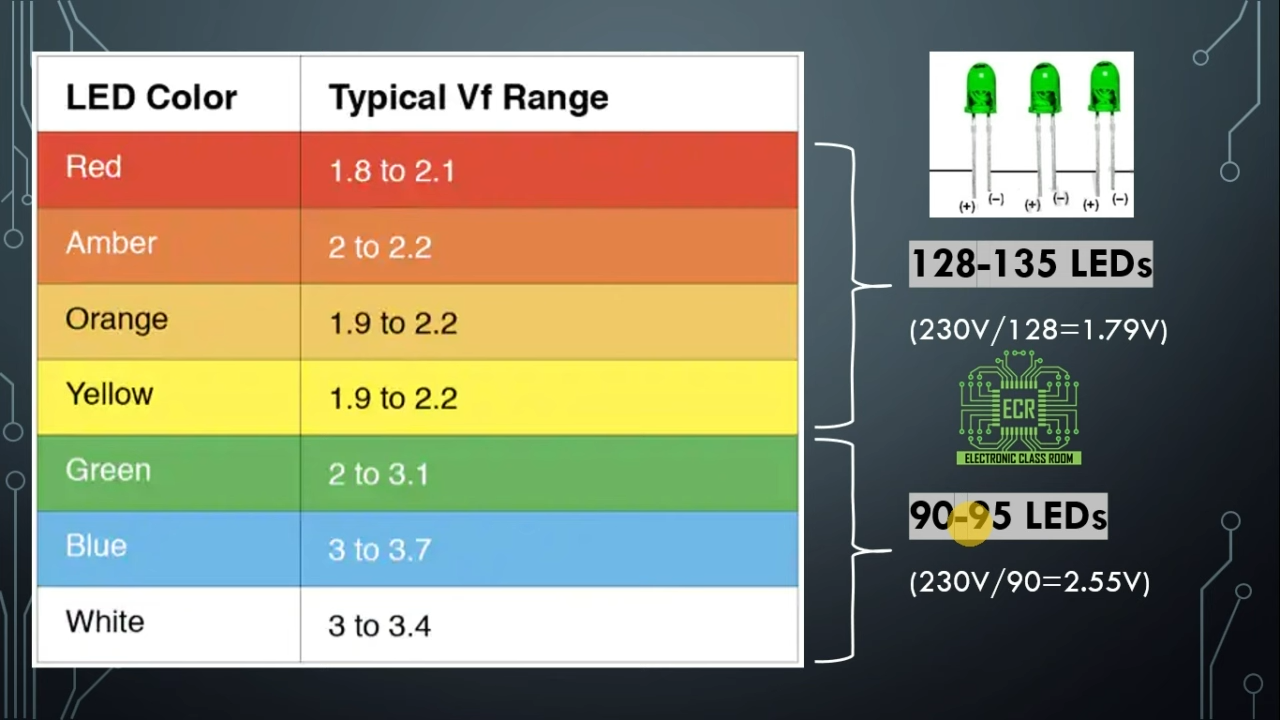 LED Color Typical Vf Range
Red 1.8 to 2.1
Amber 2 to 2.2
Orange 1.9 to 2.2
Yellow 1.9 to 2.2
Green 2 to 3.1
Blue 3 to 3.7
White 3 to 3.4
(+) (−) (+) (−) (+) (−)
128-135 LEDs
(230V/128=1.79V)
ECR
ELECTRONIC CLASS ROOM
90-95 LEDs
(230V/90=2.55V)